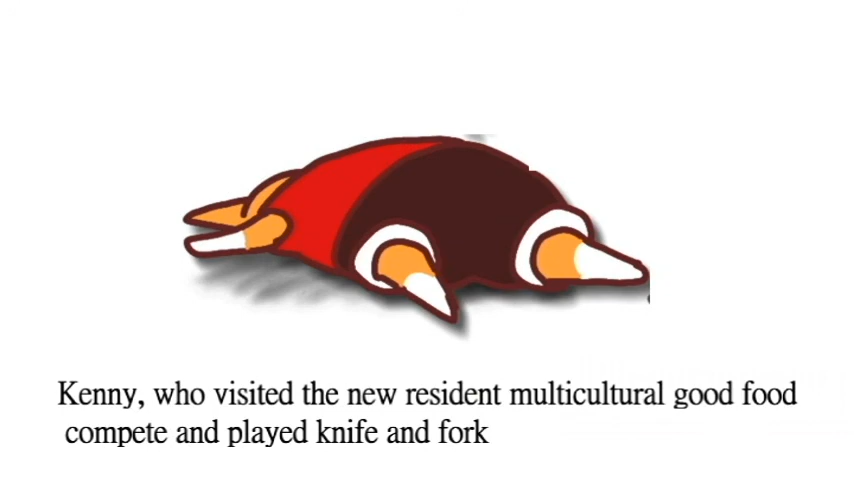 Kenny, who visited the new resident multicultural good food
compete and played knife and fork